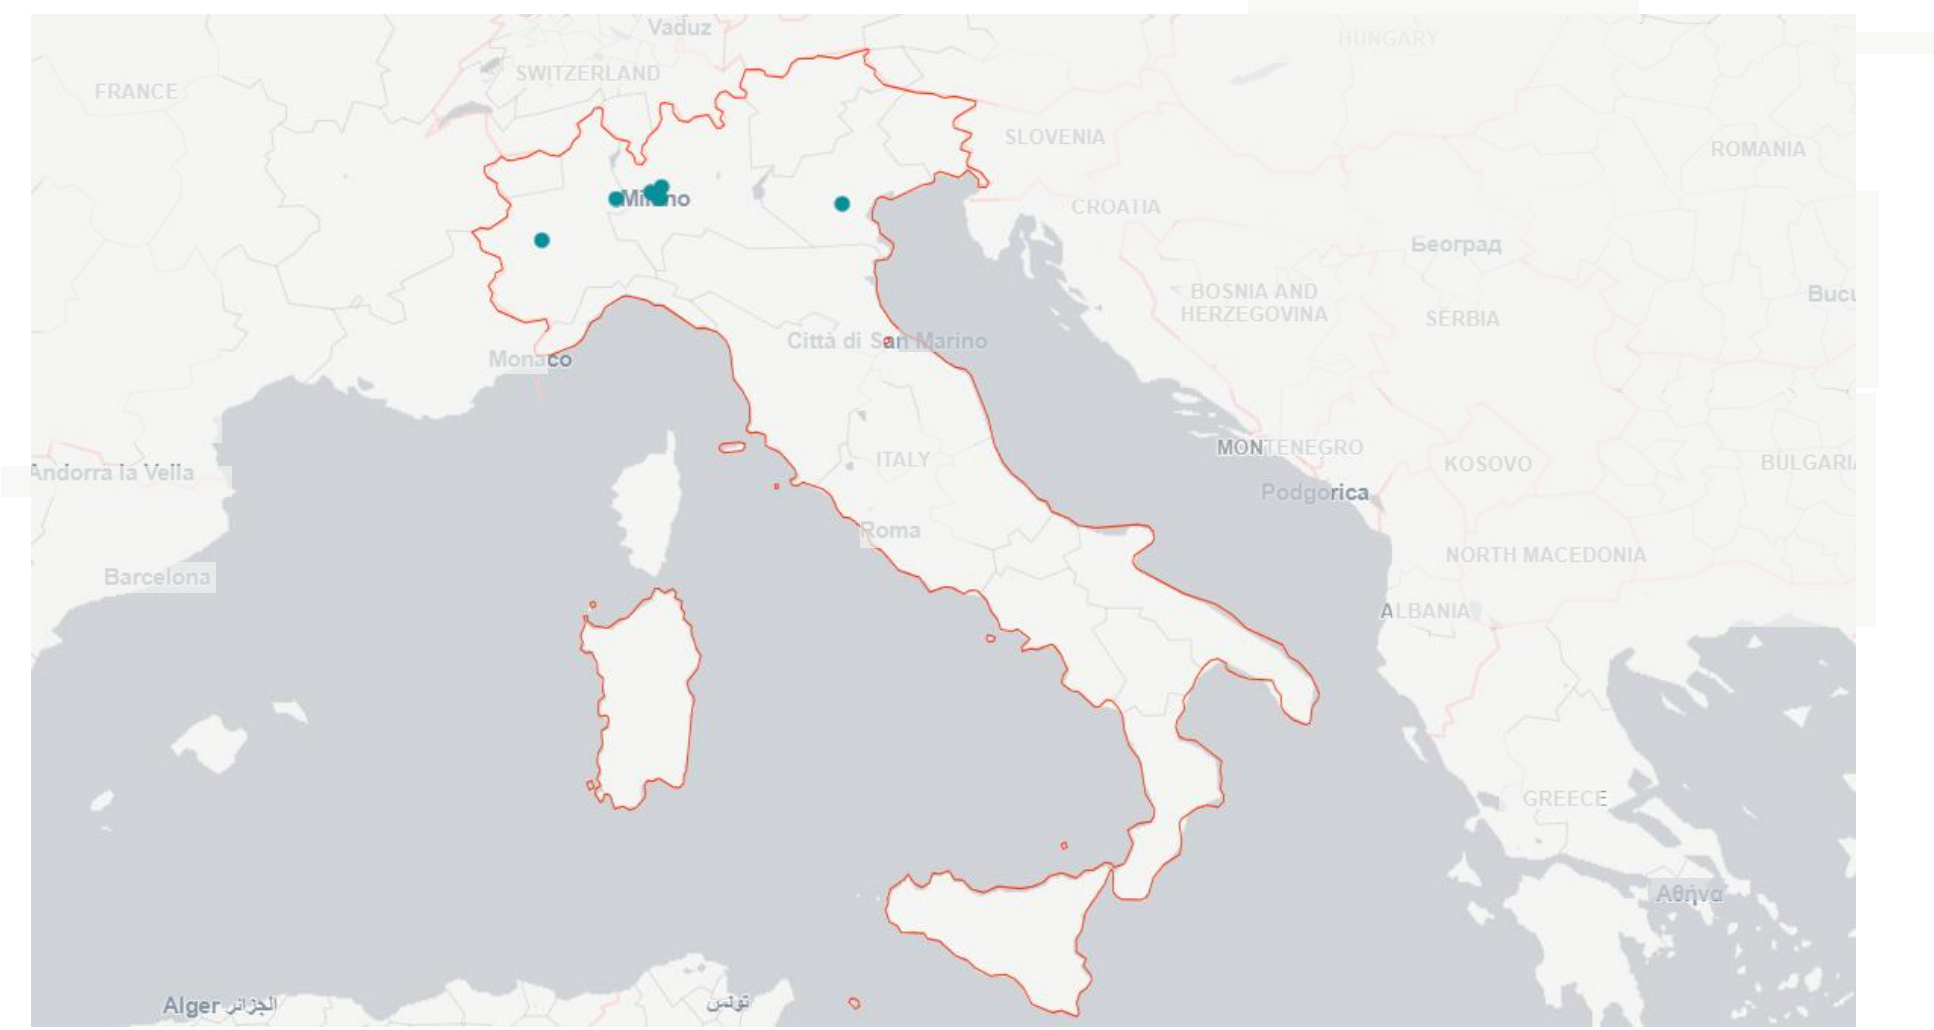 Vaduz
HUNGARY
SWITZERLAND
FRANCE
SLOVENIA
ROMANIA
Milano
CROATIA
Београд
BOSNIA AND
HERZEGOVINA
Bucu
SERBIA
Città di San Marino
Monaco
MONTENEGRO
ITALY
KOSOVO
BULGARIA
Andorra la Vella
Podgorica
Roma
NORTH MACEDONIA
Barcelona
ALBANIA
GREECE
Αθήνα
Alger الجزائر
تونس